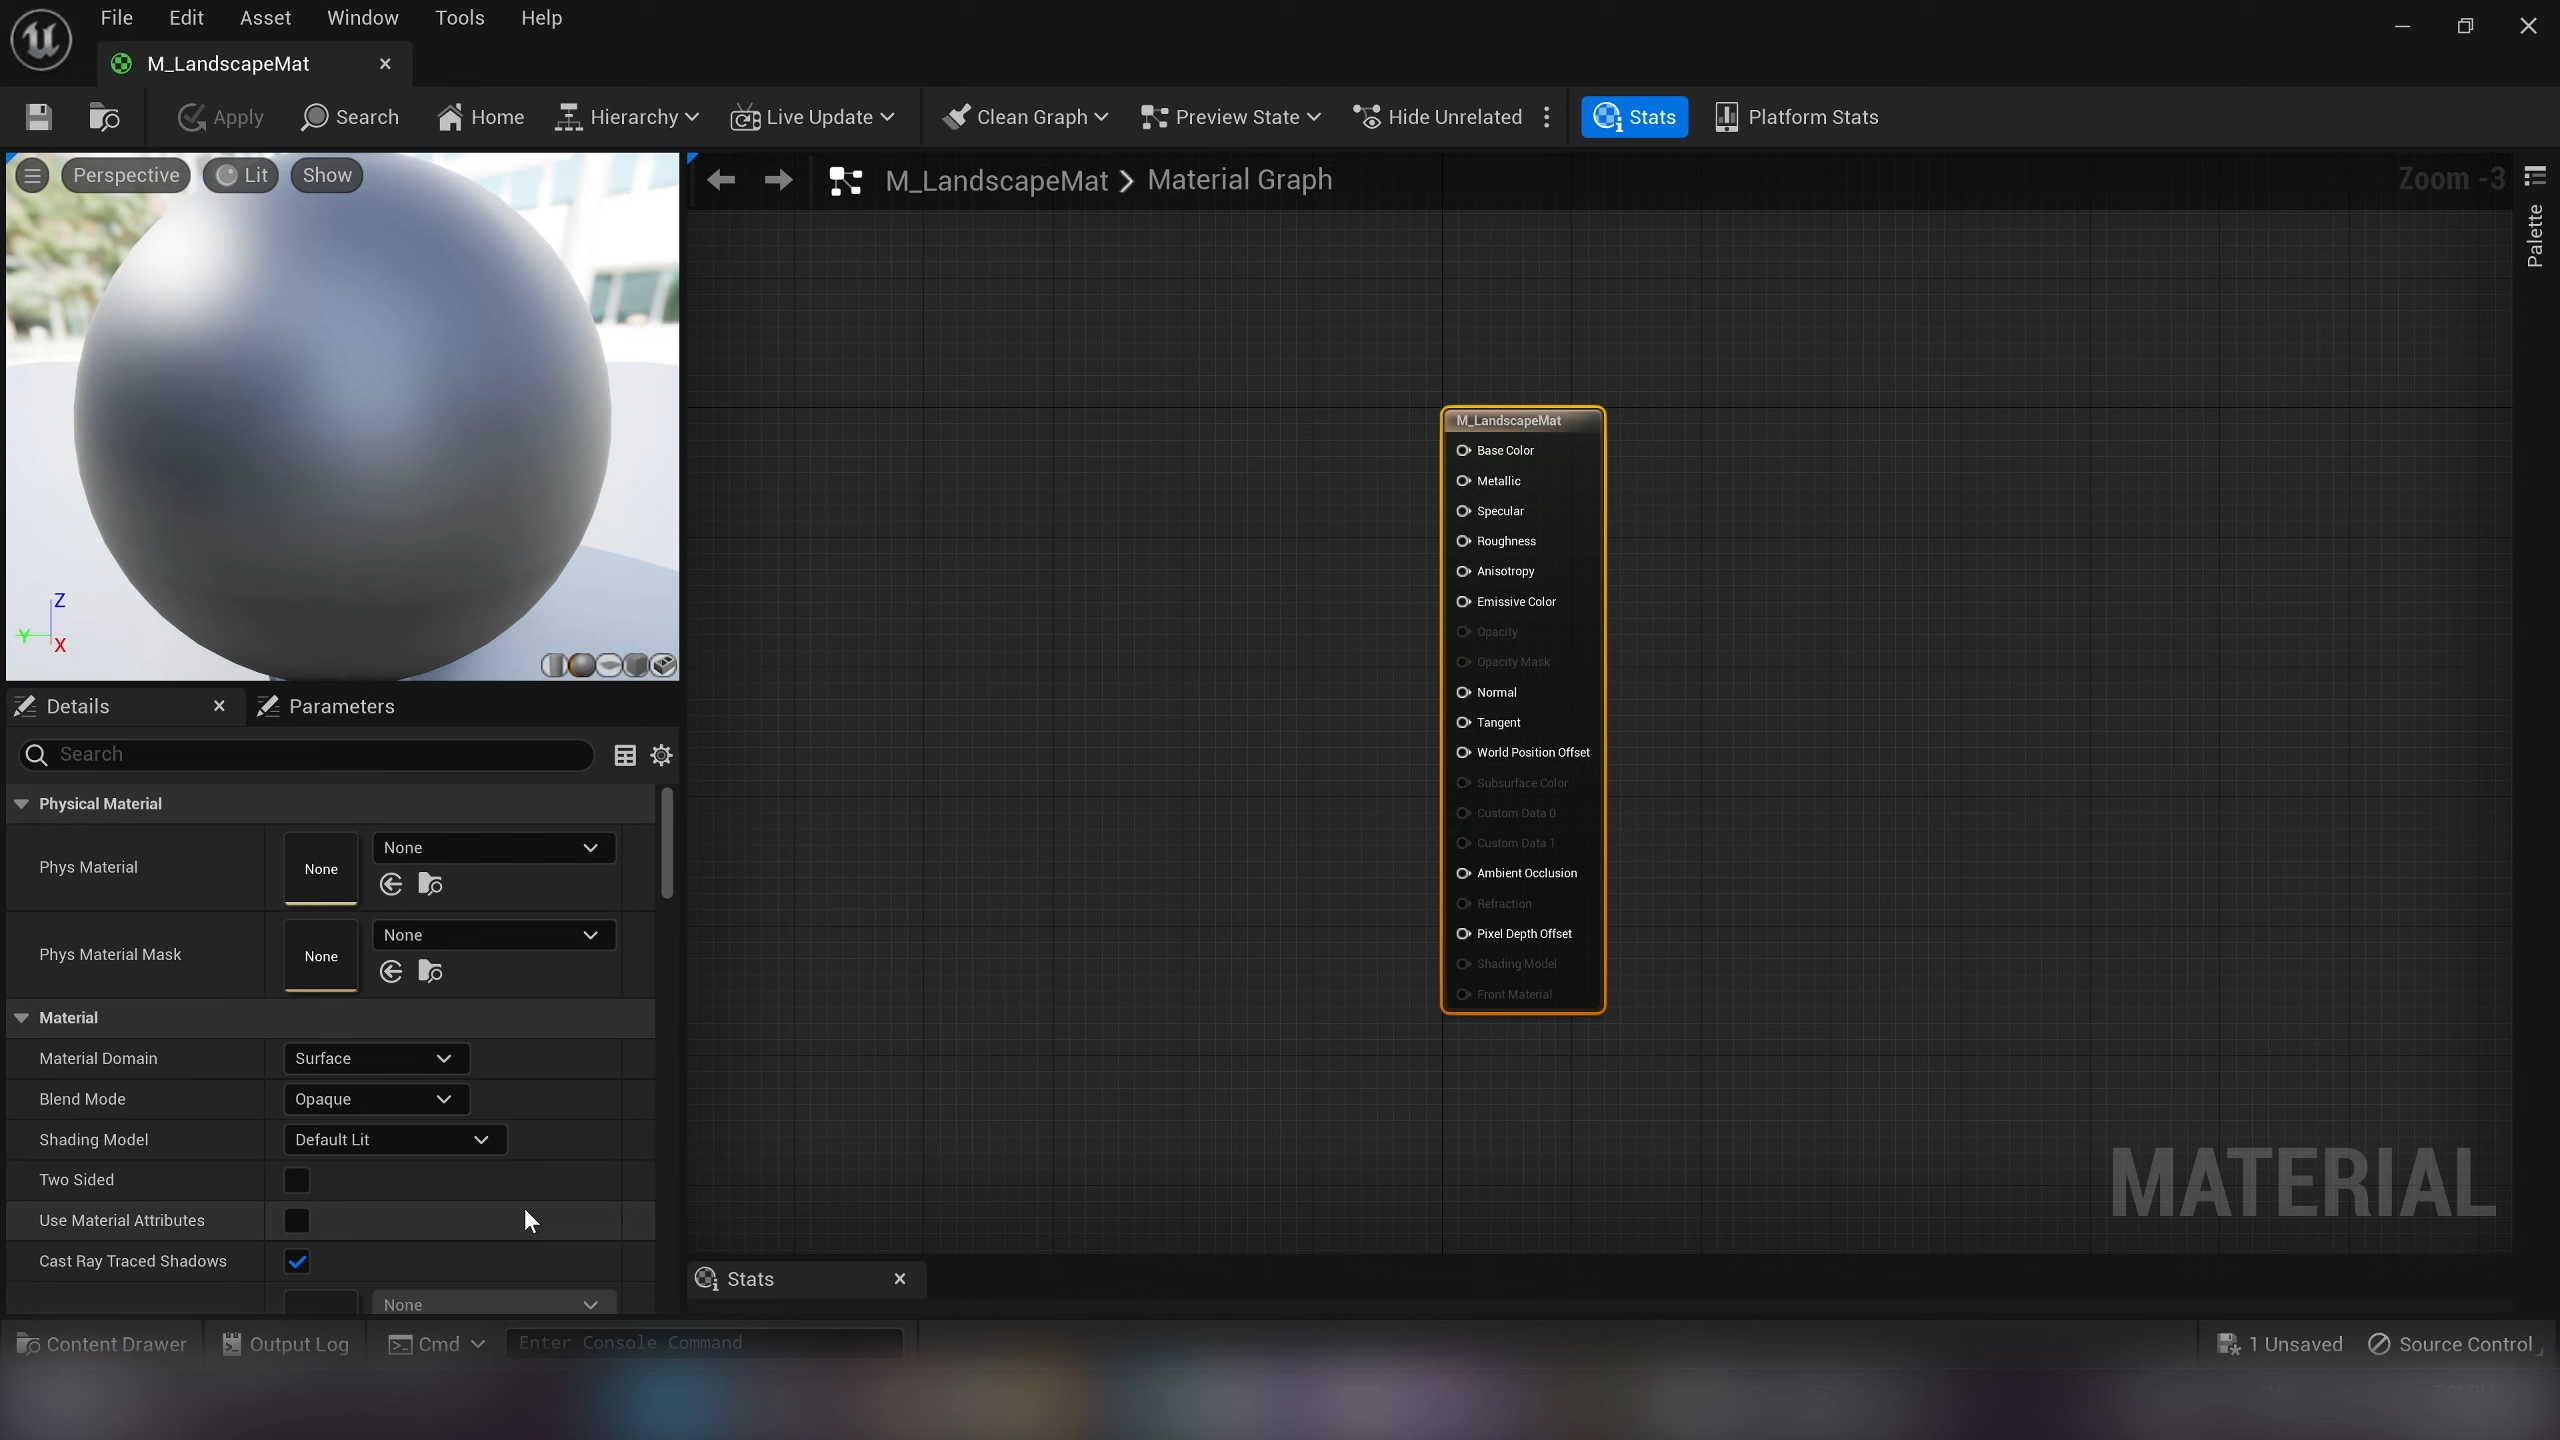 File Edit Asset Window Tools Help
M_LandscapeMat
Apply Search Home Hierarchy Live Update Clean Graph Preview State Hide Unrelated Stats Platform Stats
Perspective Lit Show
M_LandscapeMat Material Graph Zoom -3
Palette
Z
Y
X
M_LandscapeMat
Base Color
Metallic
Specular
Roughness
Anisotropy
Emissive Color
Opacity
Opacity Mask
Normal
Tangent
World Position Offset
Subsurface Color
Custom Data 0
Custom Data 1
Ambient Occlusion
Refraction
Pixel Depth Offset
Shading Model
Front Material
MATERIAL
Details Parameters
Search
Physical Material
Phys Material None None
Phys Material Mask None None
Material
Material Domain Surface
Blend Mode Opaque
Shading Model Default Lit
Two Sided
Use Material Attributes
Cast Ray Traced Shadows
None
Stats
Content Drawer Output Log Cmd Enter Console Command 1 Unsaved Source Control